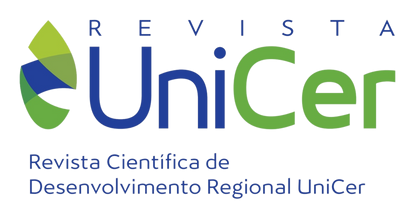 REVISTA
UniCer
Revista Científica de
Desenvolvimento Regional UniCer